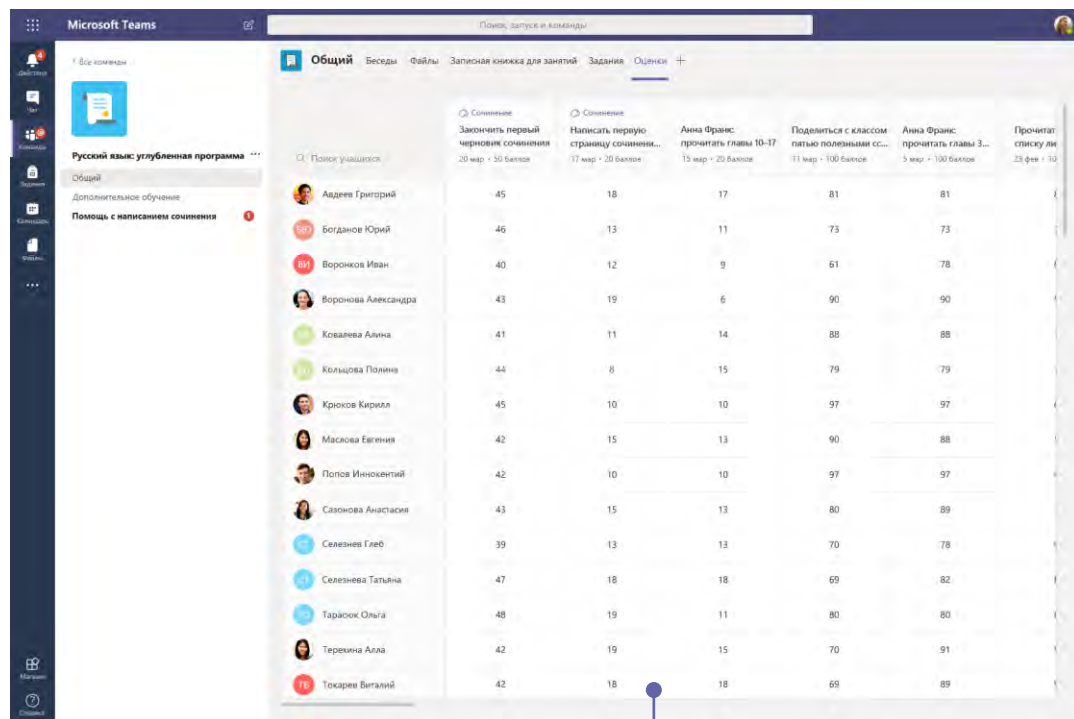 Microsoft Teams
Поиск, запуск и команды
Действия
Чат
Команды
Задания
Календарь
Файлы
Магазин
Справка
Все команды
Русский язык: углубленная программа ...
Общий
Дополнительное обучение
Помощь с написанием сочинения 1
Общий Беседы Файлы Записная книжка для занятий Задания Оценки +
Поиск учащихся
Сочинение
Закончить первый
черновик сочинения
20 мар • 50 баллов
Сочинение
Написать первую
страницу сочинени...
17 мар • 20 баллов
Анна Франк:
прочитать главы 10–17
15 мар • 20 баллов
Поделиться с классом
пятью полезными сс...
11 мар • 100 баллов
Анна Франк:
прочитать главы 3...
5 мар • 100 баллов
Прочитат
списку ли
23 фев • 10
Авдеев Григорий 45 18 17 81 81
Богданов Юрий 46 13 11 73 73
ВИ Воронков Иван 40 12 9 61 78
Воронова Александра 43 19 6 90 90
Ковалева Алина 41 11 14 88 88
Кольцова Полина 44 8 15 79 79
Крюков Кирилл 45 10 10 97 97
Маслова Евгения 42 15 13 90 88
Попов Иннокентий 42 10 10 97 97
Сазонова Анастасия 43 15 13 80 89
Селезнев Глеб 39 13 13 70 78
Селезнева Татьяна 47 18 18 69 82
Тарасюк Ольга 48 19 11 80 80
Терехина Алла 42 19 15 70 91
ТВ Токарев Виталий 42 18 18 69 89